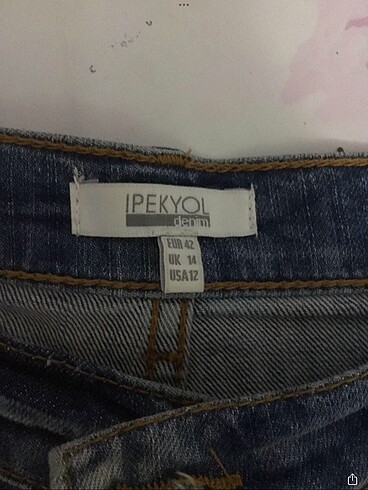 IPEKYOL
denim
EUR 42
UK 14
USA 12